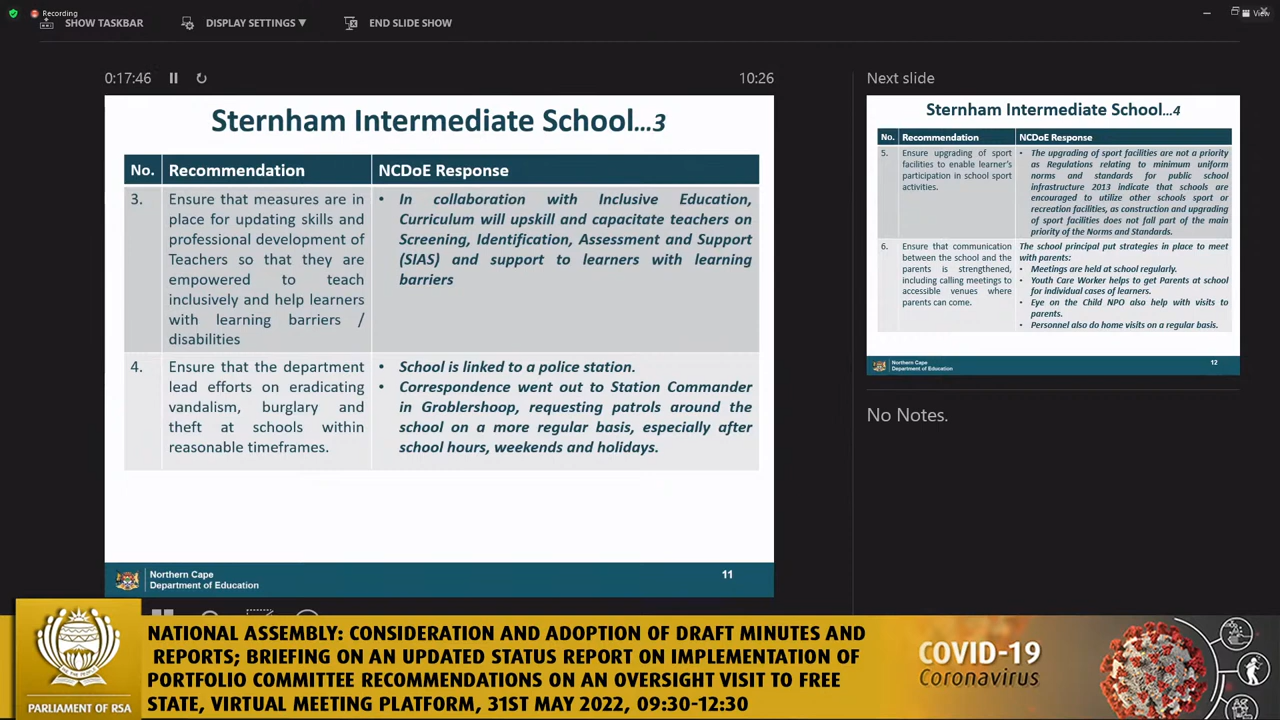 Recording
SHOW TASKBAR
DISPLAY SETTINGS ▼
END SLIDE SHOW
View
0:17:46
10:26
Sternham Intermediate School...3
No. Recommendation NCDoE Response
3. Ensure that measures are in
place for updating skills and
professional development of
Teachers so that they are
empowered to teach
inclusively and help learners
with learning barriers /
disabilities
• In collaboration with Inclusive Education,
Curriculum will upskill and capacitate teachers on
Screening, Identification, Assessment and Support
(SIAS) and support to learners with learning
barriers
4. Ensure that the department
lead efforts on eradicating
vandalism, burglary and
theft at schools within
reasonable timeframes.
• School is linked to a police station.
• Correspondence went out to Station Commander
in Groblershoop, requesting patrols around the
school on a more regular basis, especially after
school hours, weekends and holidays.
Northern Cape
Department of Education
11
Next slide
Sternham Intermediate School...4
No. Recommendation NCDoE Response
5. Ensure upgrading of sport
facilities to enable learner's
participation in school sport
activities.
• The upgrading of sport facilities are not a priority
as Regulations relating to minimum uniform
norms and standards for public school
infrastructure 2013 indicate that schools are
encouraged to utilize other schools sport or
recreation facilities, as construction and upgrading
of sport facilities does not fall part of the main
priority of the Norms and Standards.
6. Ensure that communication
between the school and the
parents is strengthened,
including calling meetings to
accessible venues where
parents can come.
The school principal put strategies in place to meet
with parents:
• Meetings are held at school regularly.
• Youth Care Worker helps to get Parents at school
for individual cases of learners.
• Eye on the Child NPO also help with visits to
parents.
• Personnel also do home visits on a regular basis.
Northern Cape
Department of Education
12
No Notes.
PARLIAMENT OF RSA
NATIONAL ASSEMBLY: CONSIDERATION AND ADOPTION OF DRAFT MINUTES AND
REPORTS; BRIEFING ON AN UPDATED STATUS REPORT ON IMPLEMENTATION OF
PORTFOLIO COMMITTEE RECOMMENDATIONS ON AN OVERSIGHT VISIT TO FREE
STATE, VIRTUAL MEETING PLATFORM, 31ST MAY 2022, 09:30-12:30
COVID-19
Coronavirus